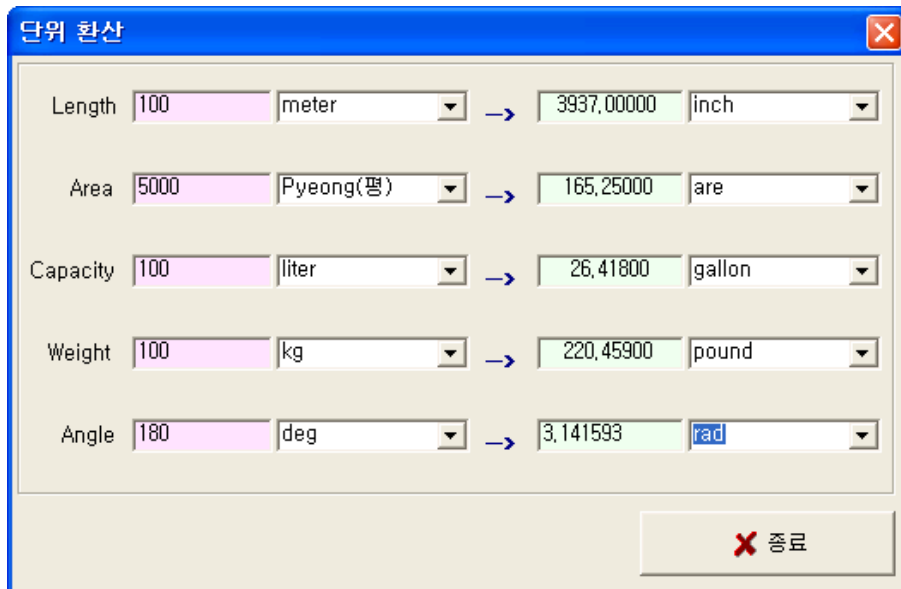 단위 환산
Length 100 meter --> 3937.00000 inch
Area 5000 Pyeong(평) --> 165.25000 are
Capacity 100 liter --> 26.41800 gallon
Weight 100 kg --> 220.45900 pound
Angle 180 deg --> 3.141593 rad
종료